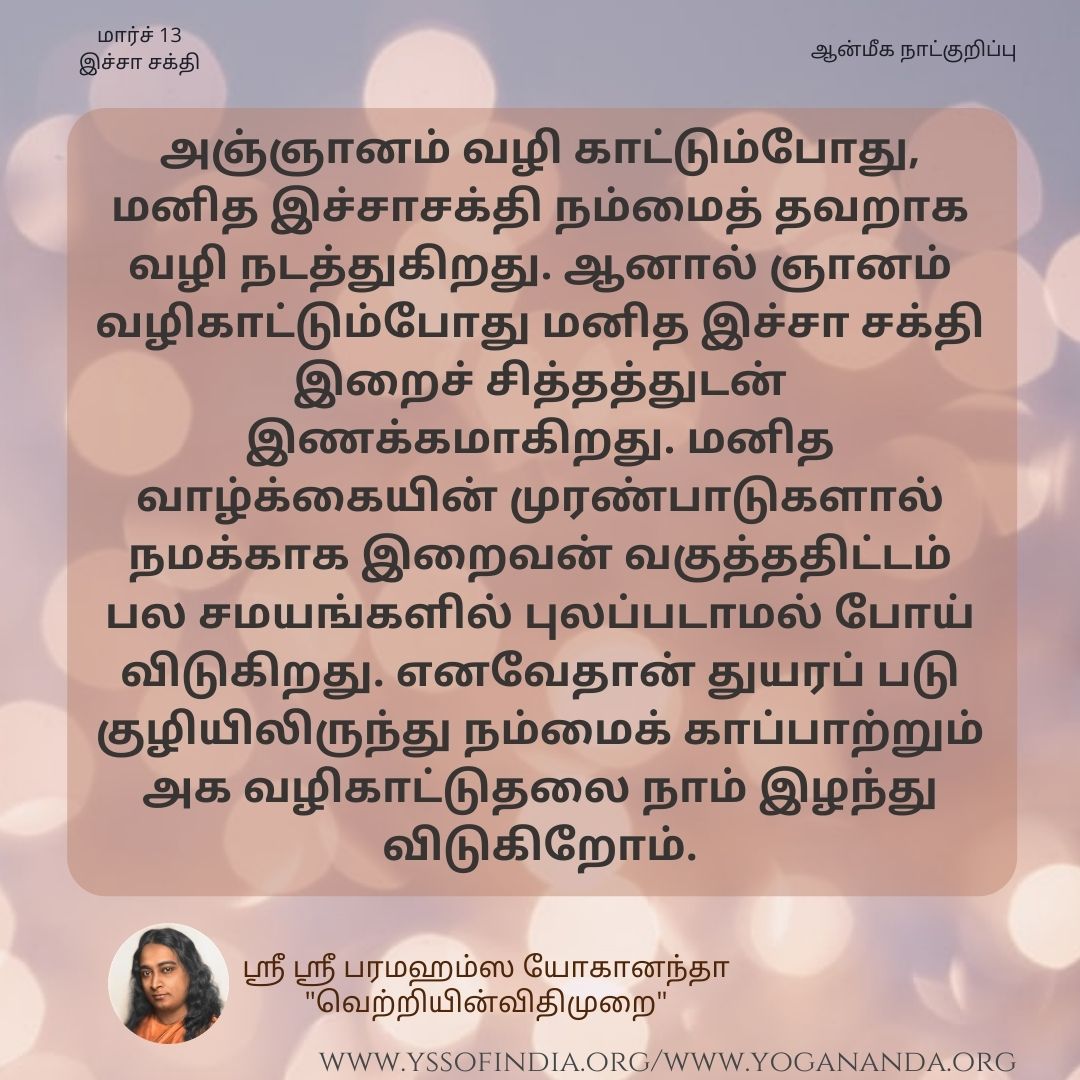 மார்ச் 13
இச்சா சக்தி
ஆன்மீக நாட்குறிப்பு
அஞ்ஞானம் வழி காட்டும்போது,
மனித இச்சாசக்தி நம்மைத் தவறாக
வழி நடத்துகிறது. ஆனால் ஞானம்
வழிகாட்டும்போது மனித இச்சா சக்தி
இறைச் சித்தத்துடன்
இணக்கமாகிறது. மனித
வாழ்க்கையின் முரண்பாடுகளால்
நமக்காக இறைவன் வகுத்ததிட்டம்
பல சமயங்களில் புலப்படாமல் போய்
விடுகிறது. எனவேதான் துயரப் படு
குழியிலிருந்து நம்மைக் காப்பாற்றும்
அக வழிகாட்டுதலை நாம் இழந்து
விடுகிறோம்.
ஸ்ரீ ஸ்ரீ பரமஹம்ஸ யோகானந்தா
"வெற்றியின்விதிமுறை"
WWW.YSSOFINDIA.ORG/WWW.YOGANANDA.ORG